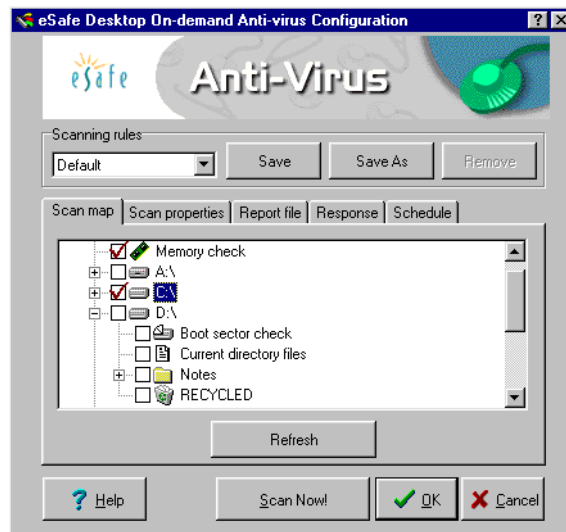 eSafe Desktop On-demand Anti-virus Configuration
eSafe Anti-Virus
Scanning rules
Default Save Save As Remove
Scan map Scan properties Report file Response Schedule
Memory check
A:\
C:\
D:\
Boot sector check
Current directory files
Notes
RECYCLED
Refresh
? Help Scan Now! OK Cancel